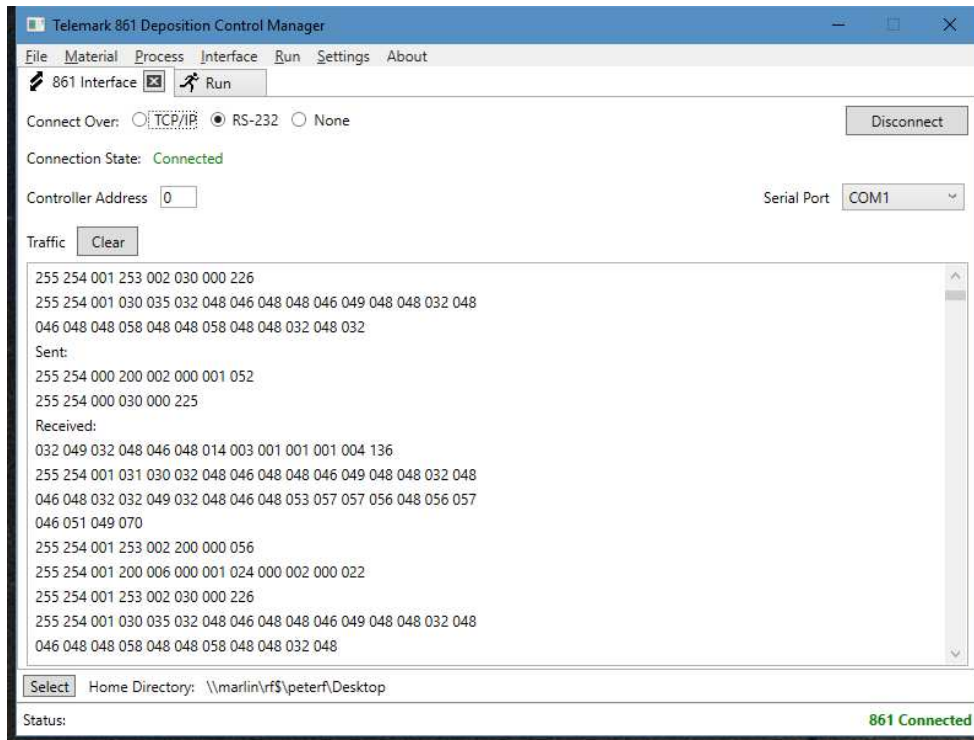 Telemark 861 Deposition Control Manager
File Material Process Interface Run Settings About
861 Interface Run
Connect Over: TCP/IP RS-232 None Disconnect
Connection State: Connected
Controller Address 0 Serial Port COM1
Traffic Clear
255 254 001 253 002 030 000 226
255 254 001 030 035 032 048 046 048 048 046 049 048 048 032 048
046 048 048 058 048 048 058 048 048 032 048 032
Sent:
255 254 000 200 002 000 001 052
255 254 000 030 000 225
Received:
032 049 032 048 046 048 014 003 001 001 001 004 136
255 254 001 031 030 032 048 046 048 048 046 049 048 048 032 048
046 048 032 032 049 032 048 046 048 053 057 057 056 048 056 057
046 051 049 070
255 254 001 253 002 200 000 056
255 254 001 200 006 000 001 024 000 002 000 022
255 254 001 253 002 030 000 226
255 254 001 030 035 032 048 046 048 048 046 049 048 048 032 048
046 048 048 058 048 048 058 048 048 032 048
Select Home Directory: \\marlin\rf$\peterf\Desktop
Status: 861 Connected